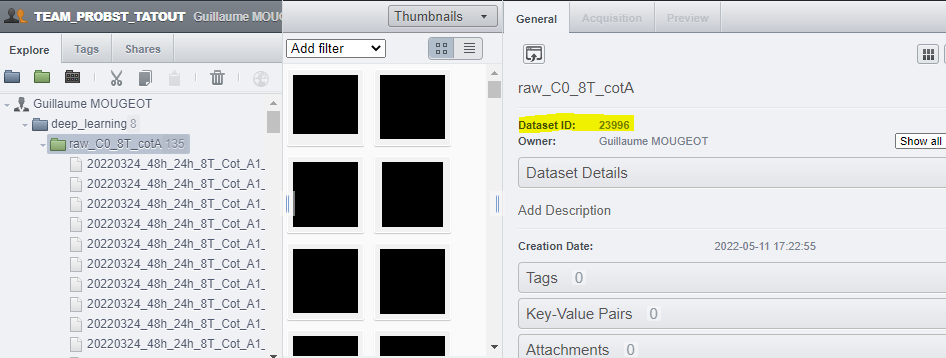 TEAM_PROBST_TATOUT Guillaume MOUG
Explore Tags Shares
Guillaume MOUGEOT
deep_learning 8
raw_C0_8T_cotA 135
20220324_48h_24h_8T_Cot_A1_
20220324_48h_24h_8T_Cot_A1_
20220324_48h_24h_8T_Cot_A1_
20220324_48h_24h_8T_Cot_A1_
20220324_48h_24h_8T_Cot_A1_
20220324_48h_24h_8T_Cot_A1_
20220324_48h_24h_8T_Cot_A1_
20220324_48h_24h_8T_Cot_A1_
20220324_48h_24h_8T_Cot_A1_
20220324_48h_24h_8T_Cot_A1_
Thumbnails
Add filter
General Acquisition Preview
raw_C0_8T_cotA
Dataset ID: 23996
Owner: Guillaume MOUGEOT
Show all
Dataset Details
Add Description
Creation Date: 2022-05-11 17:22:55
Tags 0
Key-Value Pairs 0
Attachments 0